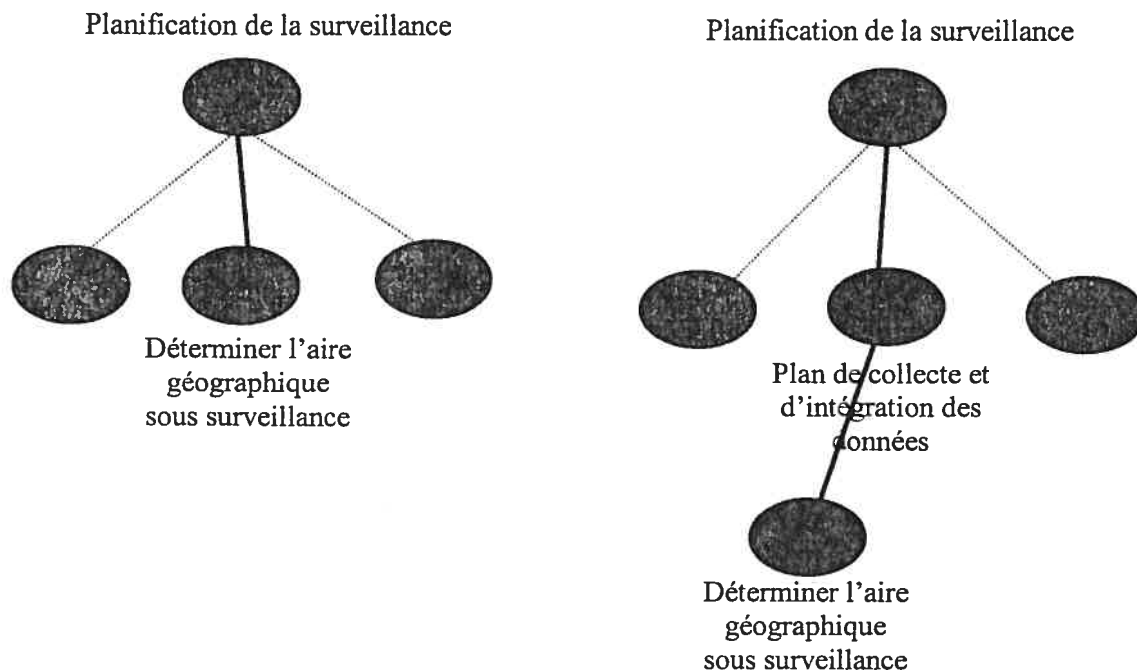 Planification de la surveillance
Déterminer l’aire
géographique
sous surveillance
Planification de la surveillance
Plan de collecte et
d’intégration des
données
Déterminer l’aire
géographique
sous surveillance